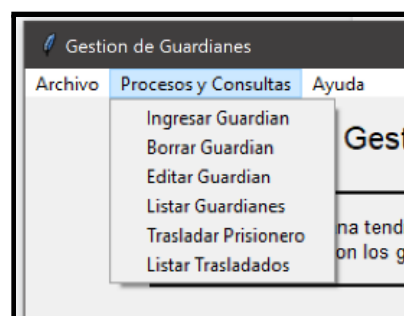 Gestion de Guardianes
Archivo Procesos y Consultas Ayuda
Ingresar Guardian
Borrar Guardian
Editar Guardian
Listar Guardianes
Trasladar Prisionero
Listar Trasladados
Gest
na tend
on los g